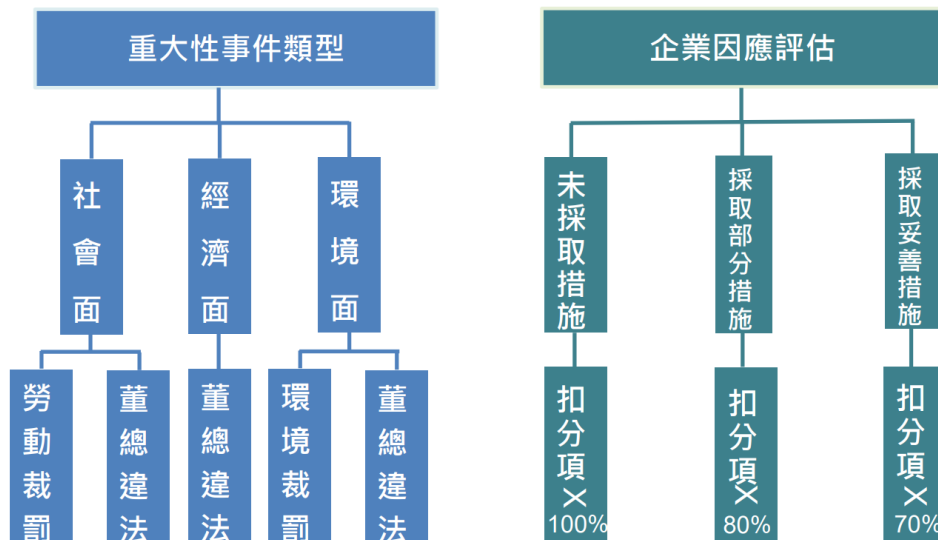 重大性事件類型
社會面
經濟面
環境面
勞動裁罰
董總違法
董總違法
環境裁罰
董總違法
企業因應評估
未採取措施
採取部分措施
採取妥善措施
扣分項X
100%
扣分項X
80%
扣分項X
70%